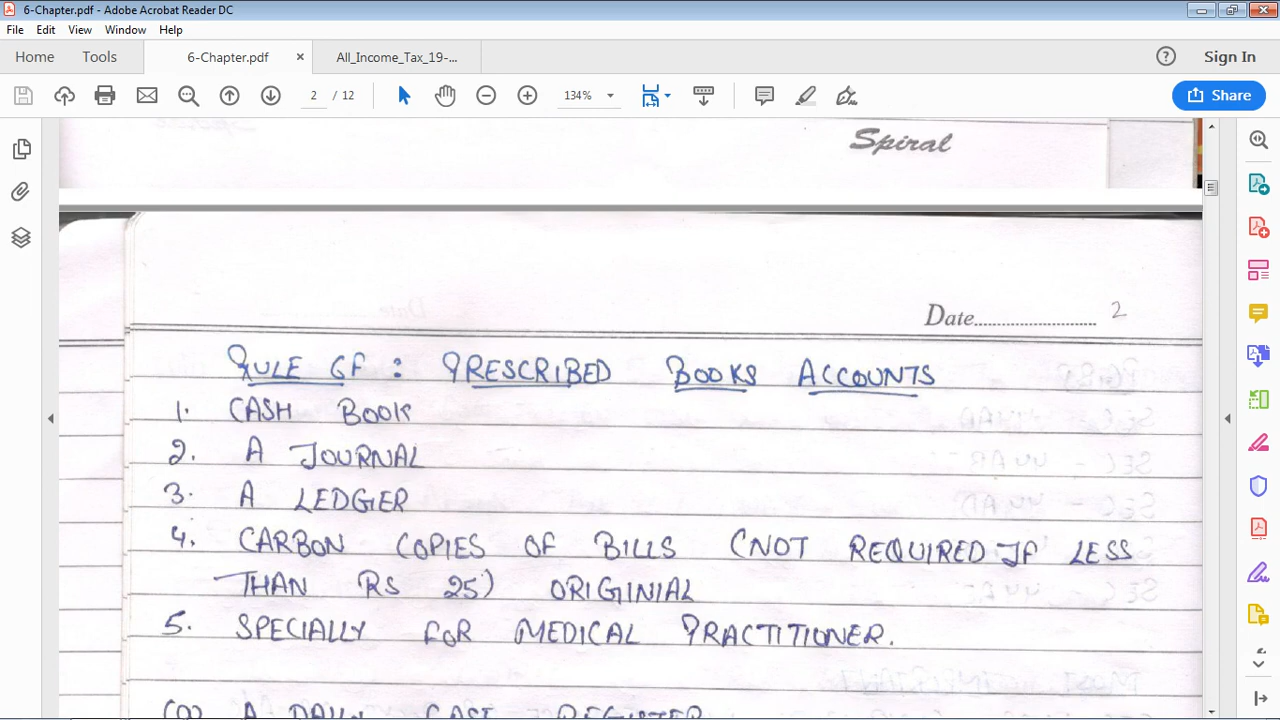 6-Chapter.pdf - Adobe Acrobat Reader DC
File Edit View Window Help
Home Tools 6-Chapter.pdf × All_Income_Tax_19-... Sign In
2 / 12 134% Share
Spiral
Date........................ 2
RULE 6F : PRESCRIBED BOOKS ACCOUNTS
1. CASH BOOK
2. A JOURNAL
3. A LEDGER
4. CARBON COPIES OF BILLS (NOT REQUIRED IF LESS
THAN RS 25) ORIGINIAL
5. SPECIALLY FOR MEDICAL PRACTITIONER.
(a) A DAILY CASE REGISTER